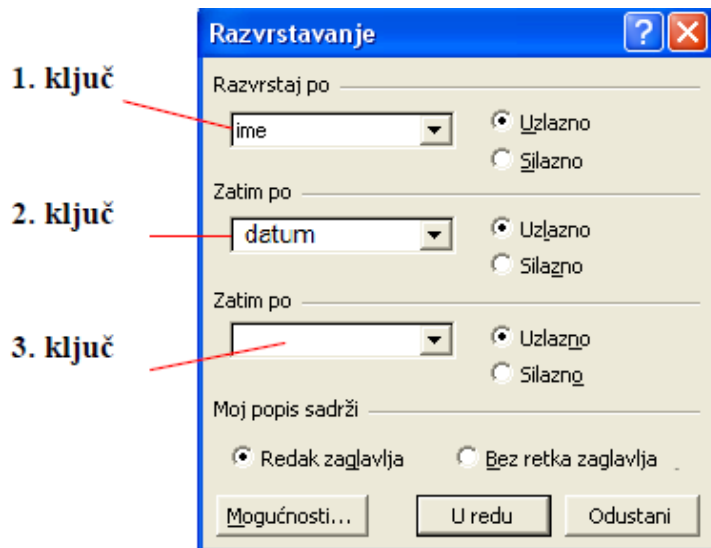 Razvrstavanje
1. ključ
Razvrstaj po
ime
Uzlazno
Silazno
Zatim po
2. ključ
datum
Uzlazno
Silazno
Zatim po
3. ključ
Uzlazno
Silazno
Moj popis sadrži
Redak zaglavlja Bez retka zaglavlja
Mogućnosti... U redu Odustani